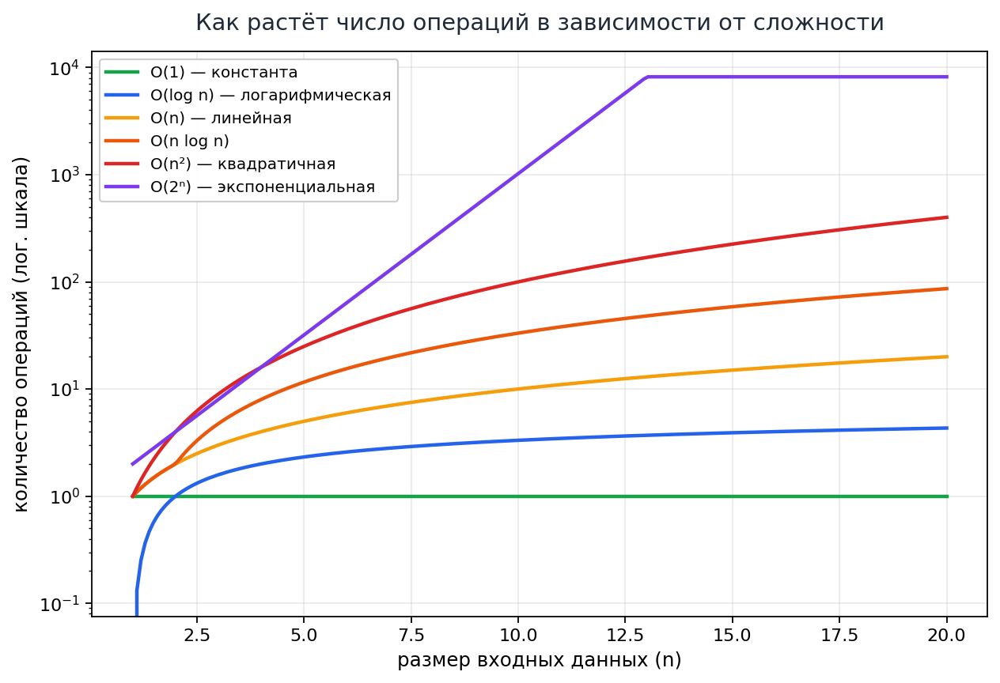 Как растёт число операций в зависимости от сложности
O(1) — константа
O(log n) — логарифмическая
O(n) — линейная
O(n log n)
O(n²) — квадратичная
O(2ⁿ) — экспоненциальная
количество операций (лог. шкала)
10⁴
10³
10²
10¹
10⁰
10⁻¹
2.5 5.0 7.5 10.0 12.5 15.0 17.5 20.0
размер входных данных (n)